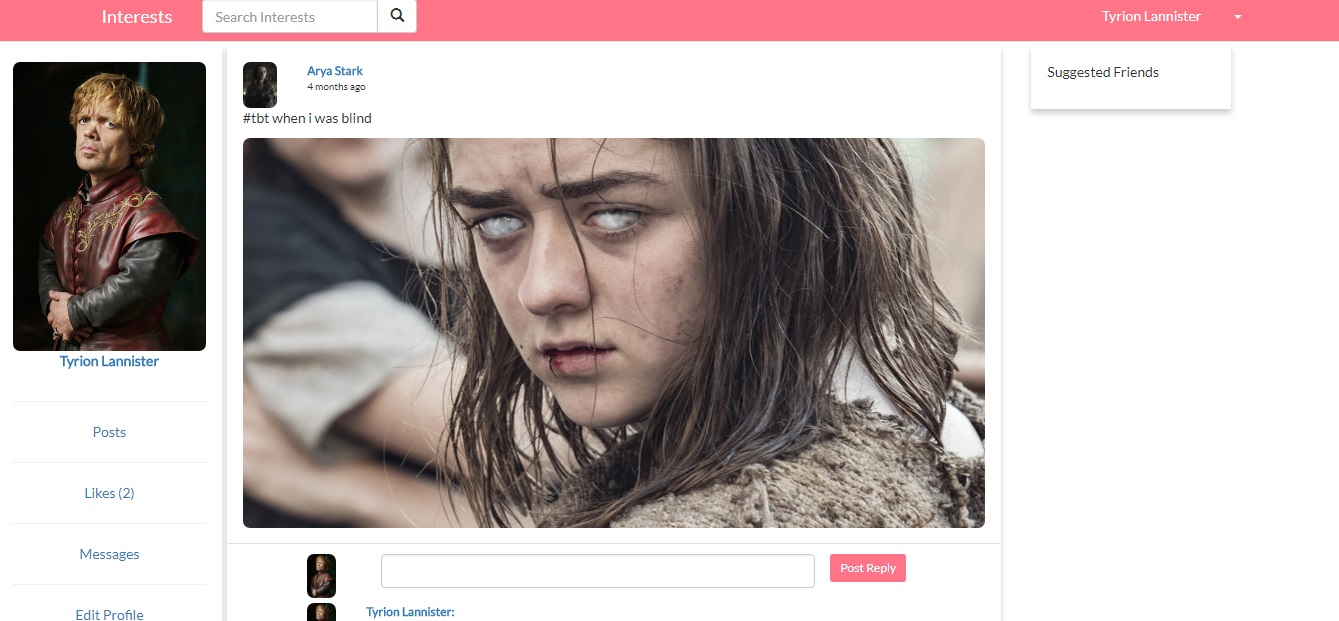 Interests
Search Interests
Tyrion Lannister
Tyrion Lannister
Posts
Likes (2)
Messages
Edit Profile
Arya Stark
4 months ago
#tbt when i was blind
Post Reply
Tyrion Lannister:
Suggested Friends